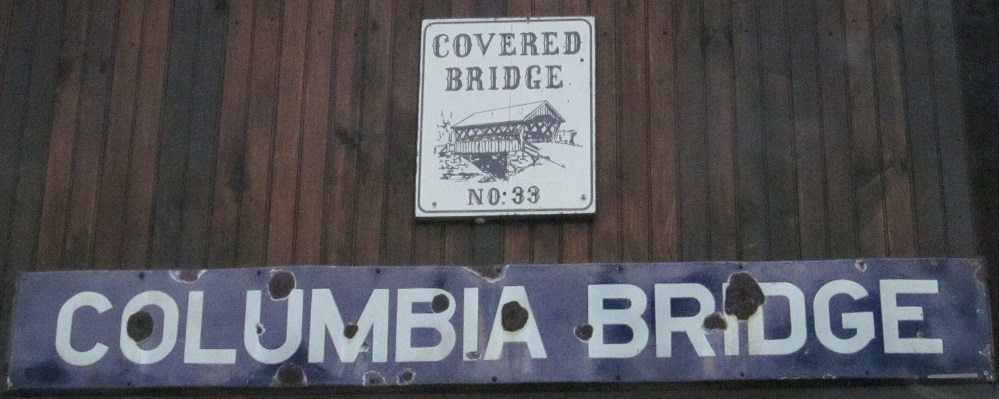 COVERED
BRIDGE
NO: 33
COLUMBIA BRIDGE